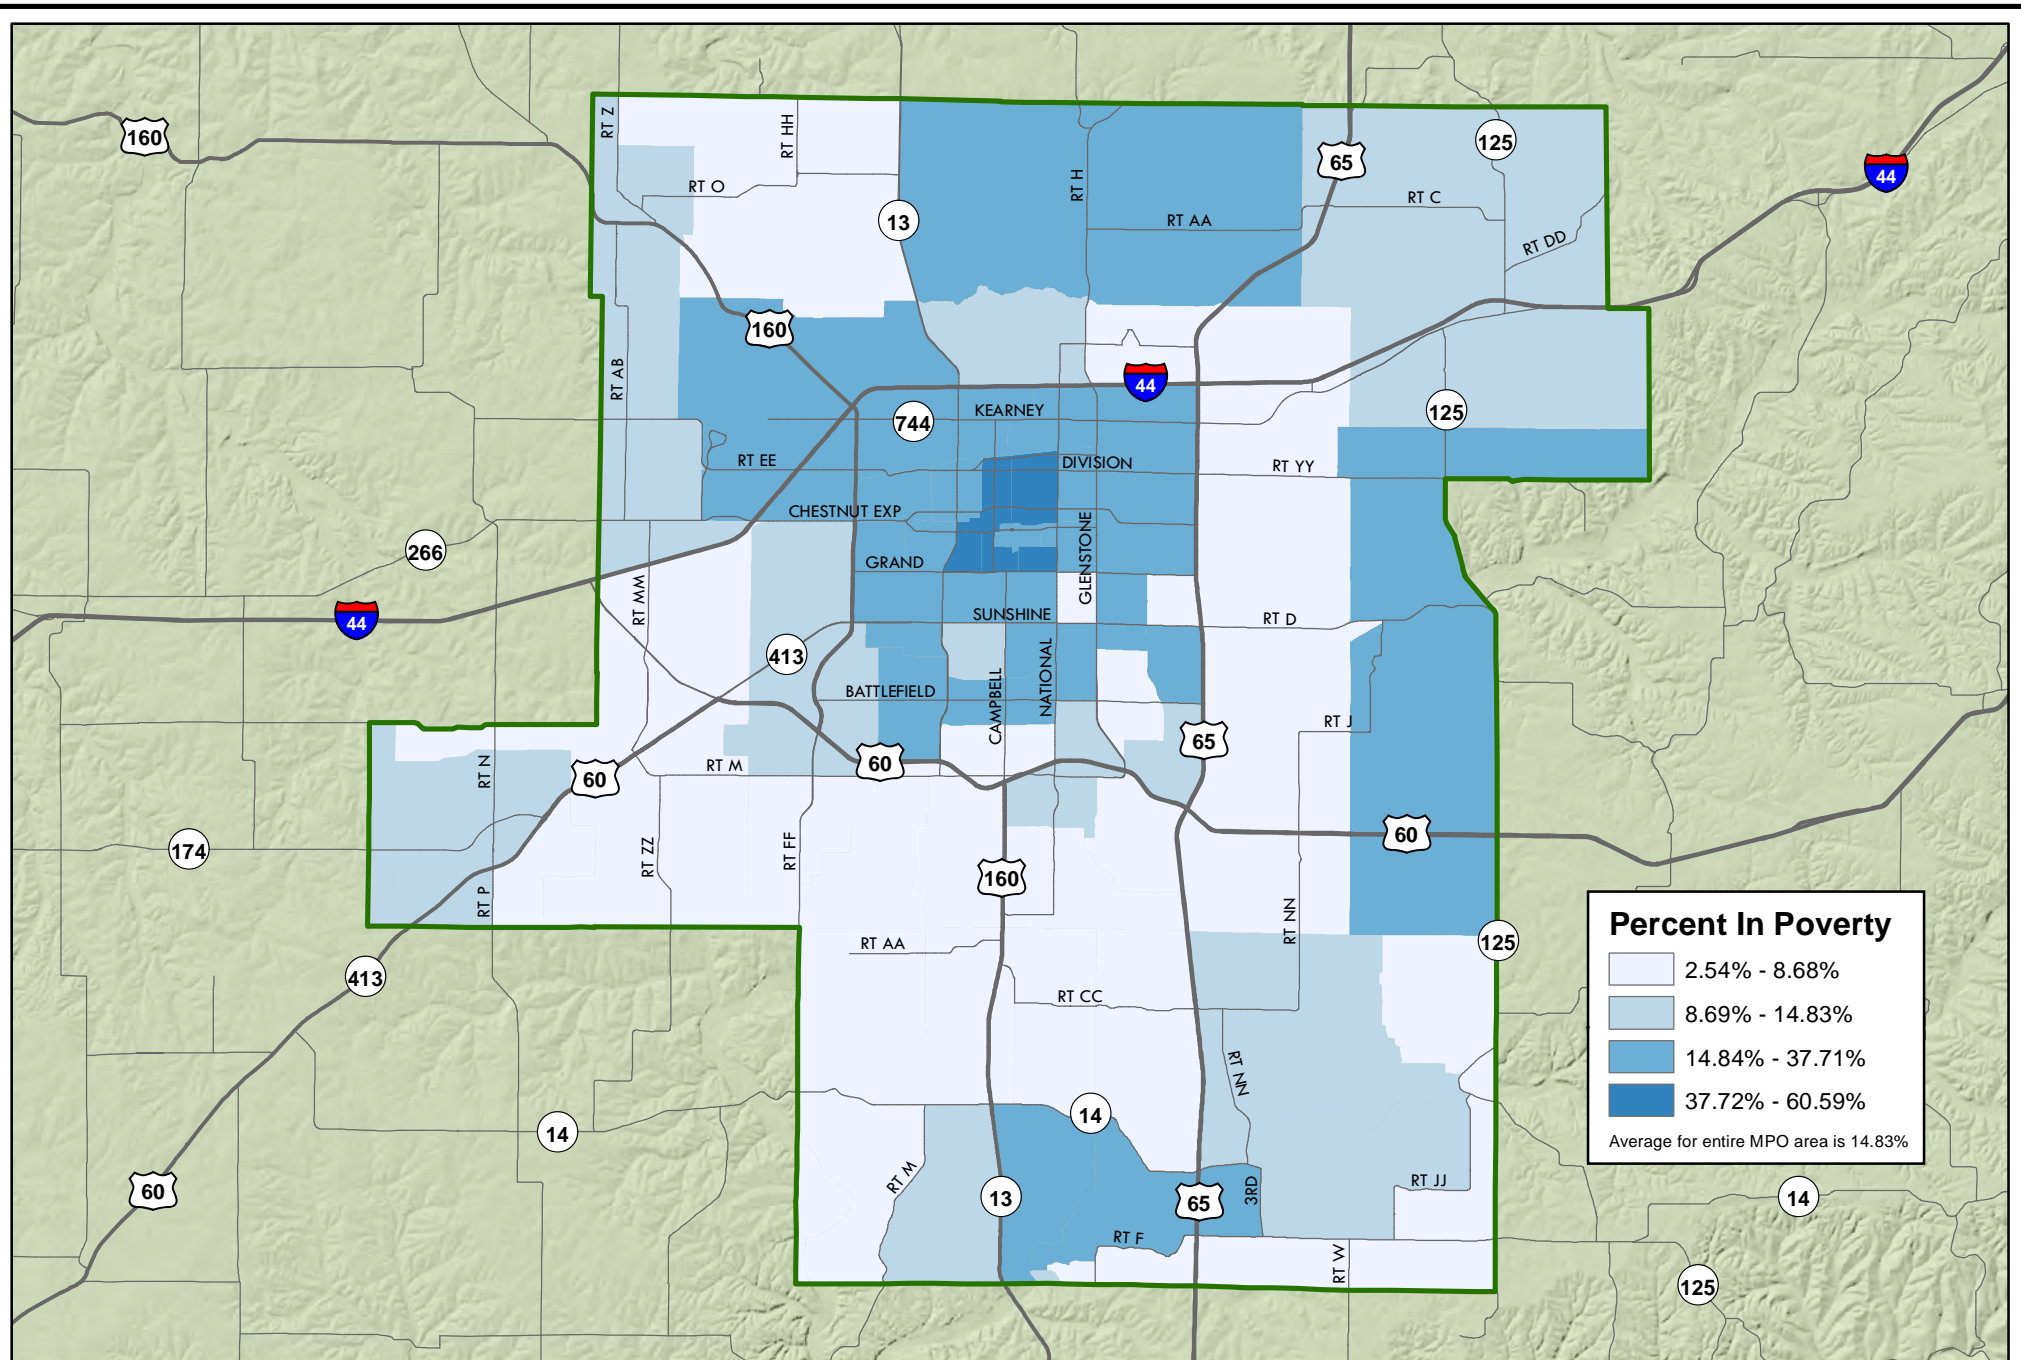 160
RT Z
RT HH
125
65
44
RT O
RT H
RT C
13
RT AA
RT DD
160
RT AB
44
KEARNEY
125
744
RT EE
DIVISION
RT YY
CHESTNUT EXP
GLENSTONE
266
GRAND
RT MM
SUNSHINE
RT D
44
413
NATIONAL
CAMPBELL
BATTLEFIELD
RT J
65
RT N
RT M
60
60
60
174
RT ZZ
RT FF
160
RT P
RT NN
125
RT AA
413
RT CC
RT NN
14
14
RT M
3RD
RT JJ
60
13
65
14
RT F
RT W
125
Percent In Poverty
2.54% - 8.68%
8.69% - 14.83%
14.84% - 37.71%
37.72% - 60.59%
Average for entire MPO area is 14.83%